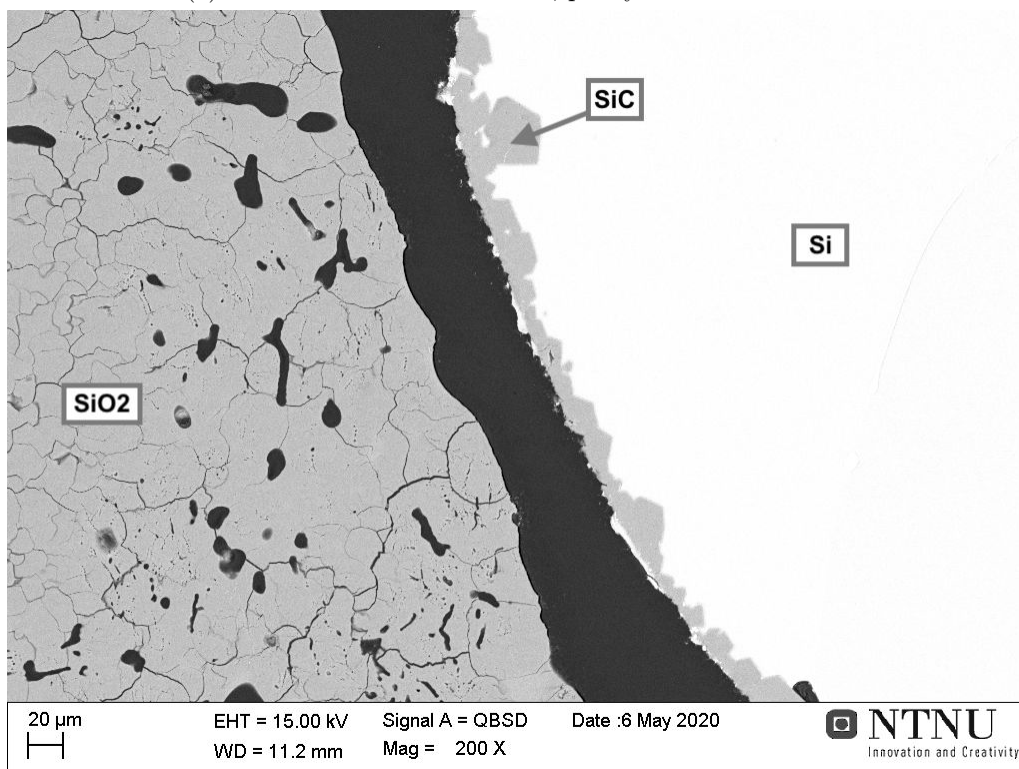 SiC
Si
SiO2
20 µm
EHT = 15.00 kV
Signal A = QBSD
Date :6 May 2020
WD = 11.2 mm
Mag = 200 X
NTNU
Innovation and Creativity